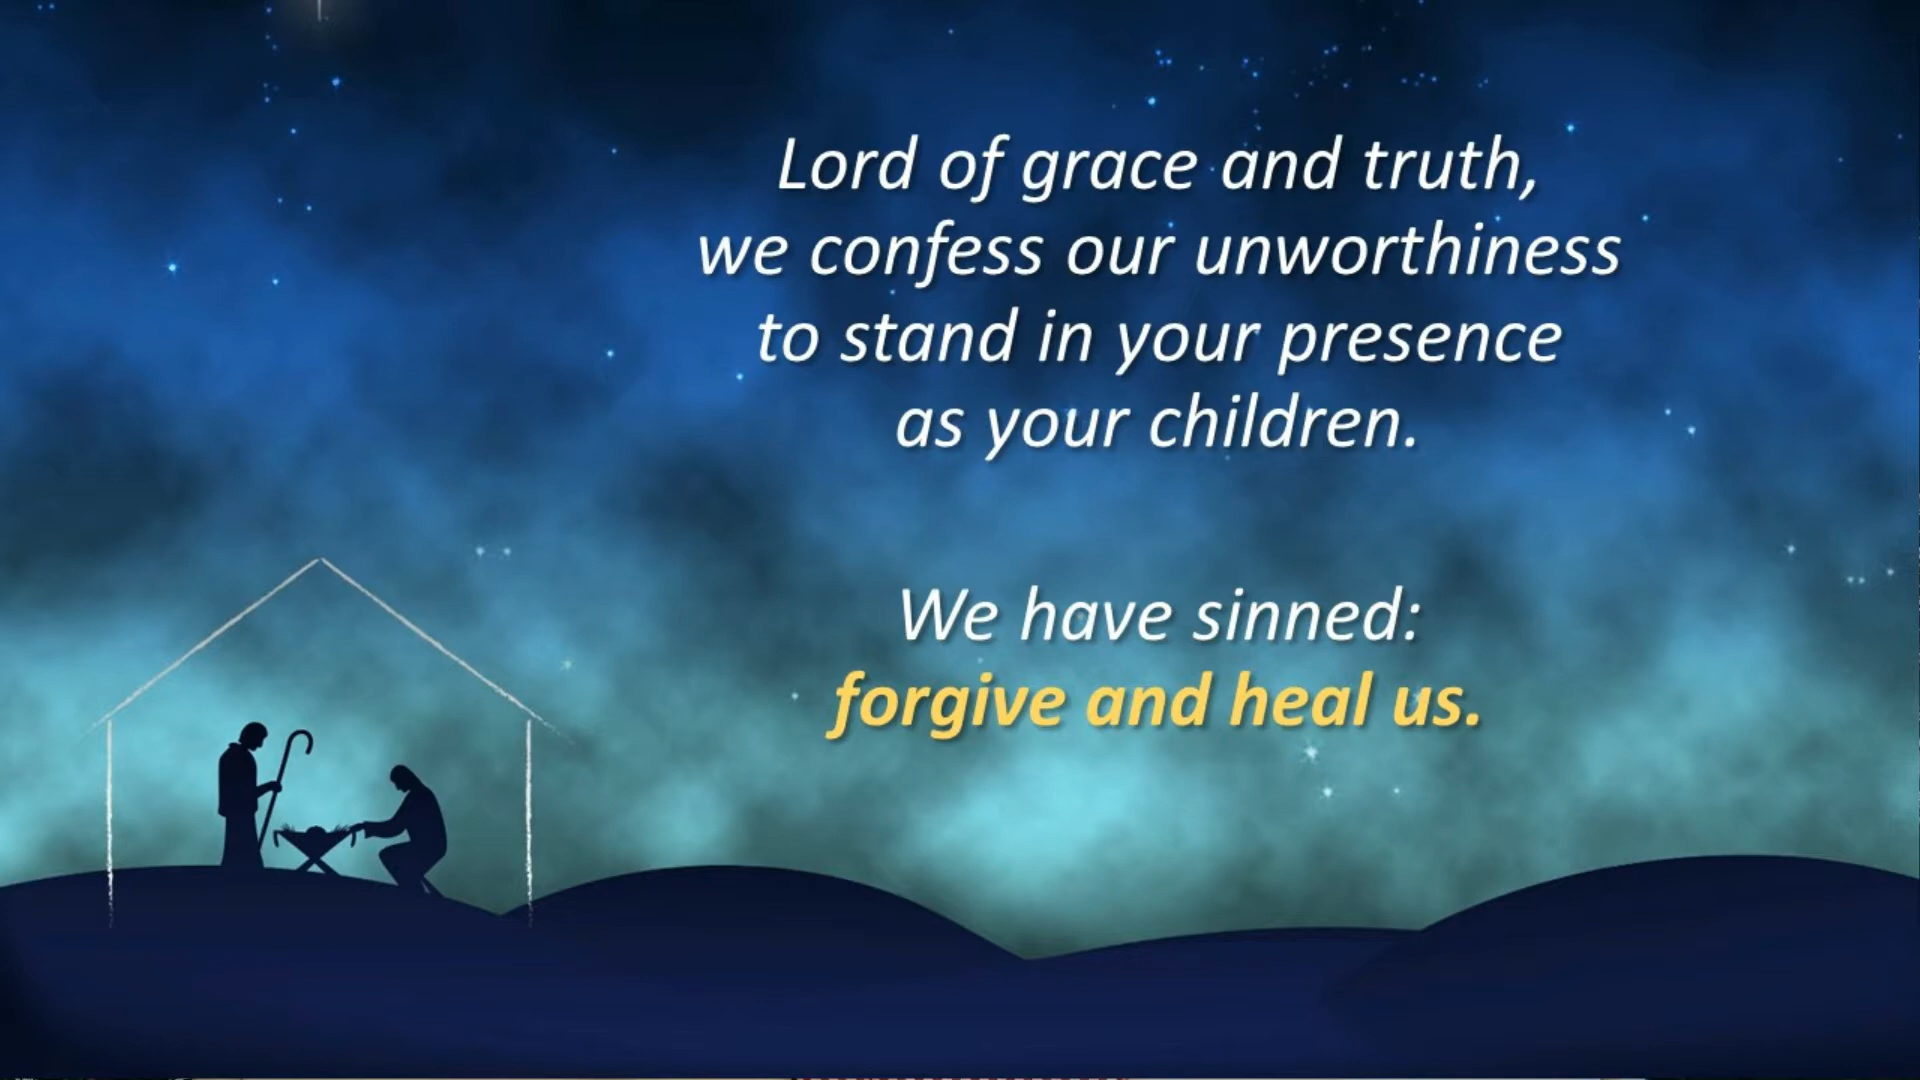 Lord of grace and truth,
we confess our unworthiness
to stand in your presence
as your children.
We have sinned:
forgive and heal us.